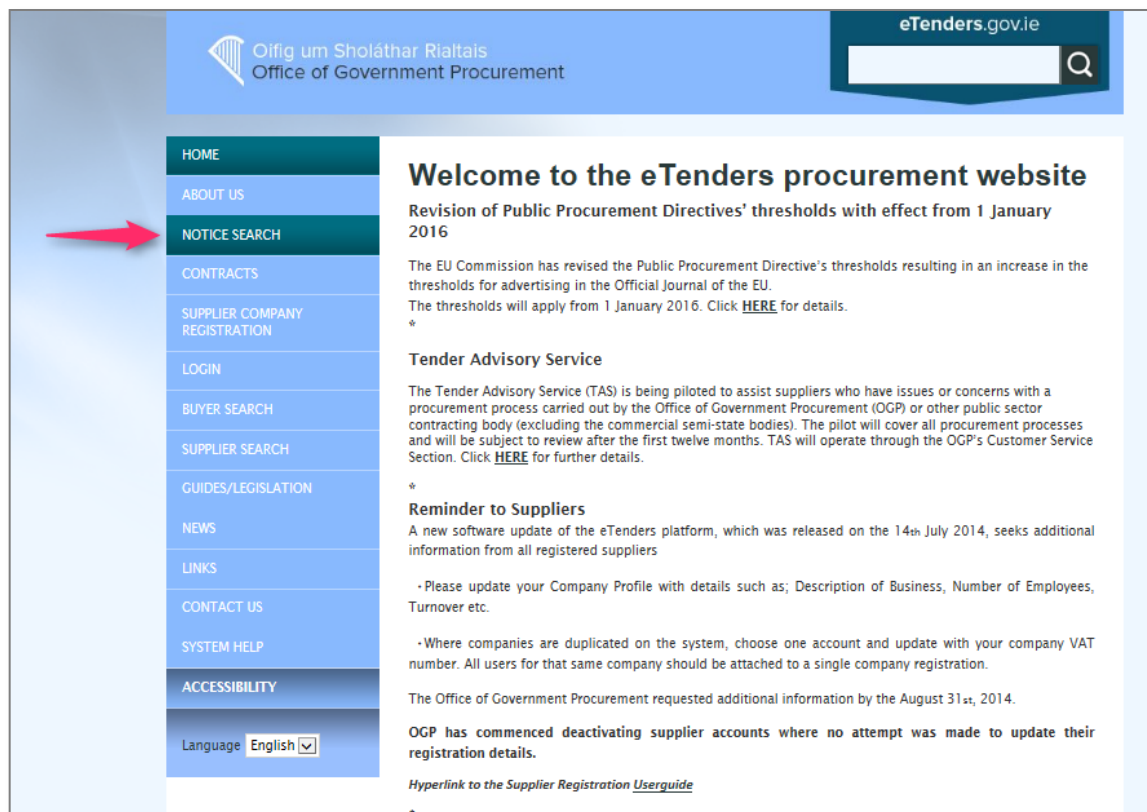 Oifig um Sholáthar Rialtais
Office of Government Procurement
eTenders.gov.ie
HOME
ABOUT US
NOTICE SEARCH
CONTRACTS
SUPPLIER COMPANY
REGISTRATION
LOGIN
BUYER SEARCH
SUPPLIER SEARCH
GUIDES/LEGISLATION
NEWS
LINKS
CONTACT US
SYSTEM HELP
ACCESSIBILITY
Language English
Welcome to the eTenders procurement website
Revision of Public Procurement Directives' thresholds with effect from 1 January
2016
The EU Commission has revised the Public Procurement Directive's thresholds resulting in an increase in the
thresholds for advertising in the Official Journal of the EU.
The thresholds will apply from 1 January 2016. Click HERE for details.
*
Tender Advisory Service
The Tender Advisory Service (TAS) is being piloted to assist suppliers who have issues or concerns with a
procurement process carried out by the Office of Government Procurement (OGP) or other public sector
contracting body (excluding the commercial semi-state bodies). The pilot will cover all procurement processes
and will be subject to review after the first twelve months. TAS will operate through the OGP's Customer Service
Section. Click HERE for further details.
*
Reminder to Suppliers
A new software update of the eTenders platform, which was released on the 14th July 2014, seeks additional
information from all registered suppliers
·Please update your Company Profile with details such as; Description of Business, Number of Employees,
Turnover etc.
·Where companies are duplicated on the system, choose one account and update with your company VAT
number. All users for that same company should be attached to a single company registration.
The Office of Government Procurement requested additional information by the August 31st, 2014.
OGP has commenced deactivating supplier accounts where no attempt was made to update their
registration details.
Hyperlink to the Supplier Registration Userguide
*